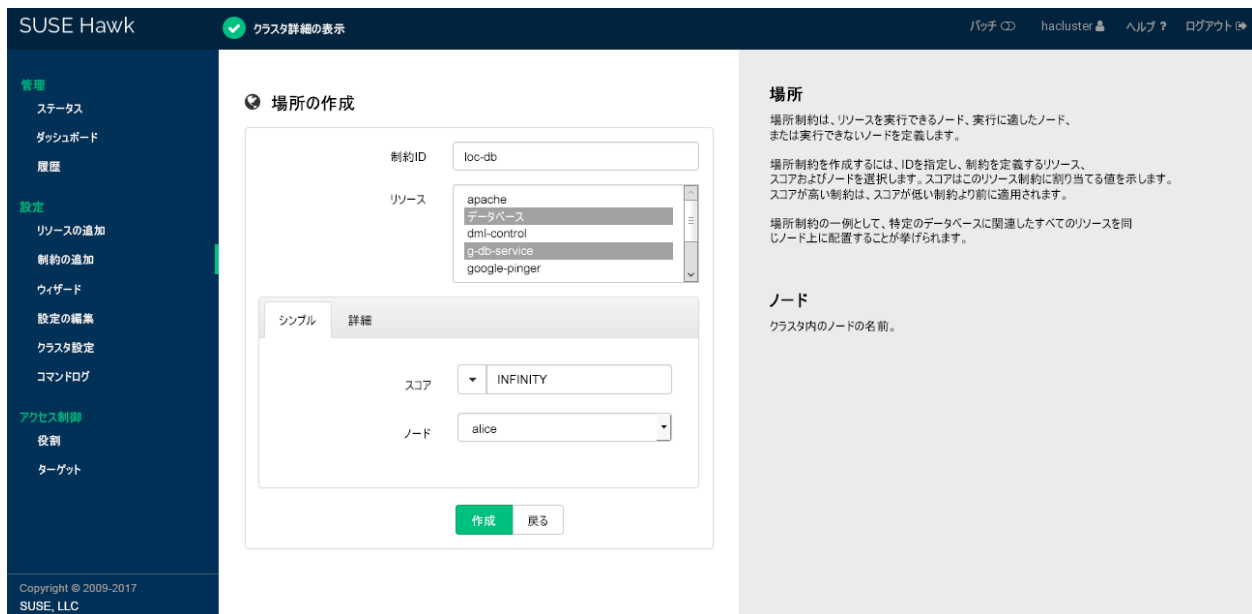 SUSE Hawk
クラスタ詳細の表示
バッチ
hacluster
ヘルプ ?
ログアウト
管理
ステータス
ダッシュボード
履歴
設定
リソースの追加
制約の追加
ウィザード
設定の編集
クラスタ設定
コマンドログ
アクセス制御
役割
ターゲット
Copyright © 2009-2017
SUSE, LLC
場所の作成
制約ID
loc-db
リソース
apache
データベース
dml-control
g-db-service
google-pinger
シンプル
詳細
スコア
INFINITY
ノード
alice
作成
戻る
場所
場所制約は、リソースを実行できるノード、実行に適したノード、
または実行できないノードを定義します。
場所制約を作成するには、IDを指定し、制約を定義するリソース、
スコアおよびノードを選択します。スコアはこのリソース制約に割り当てる値を示します。
スコアが高い制約は、スコアが低い制約より前に適用されます。
場所制約の一例として、特定のデータベースに関連したすべてのリソースを同
じノード上に配置することが挙げられます。
ノード
クラスタ内のノードの名前。